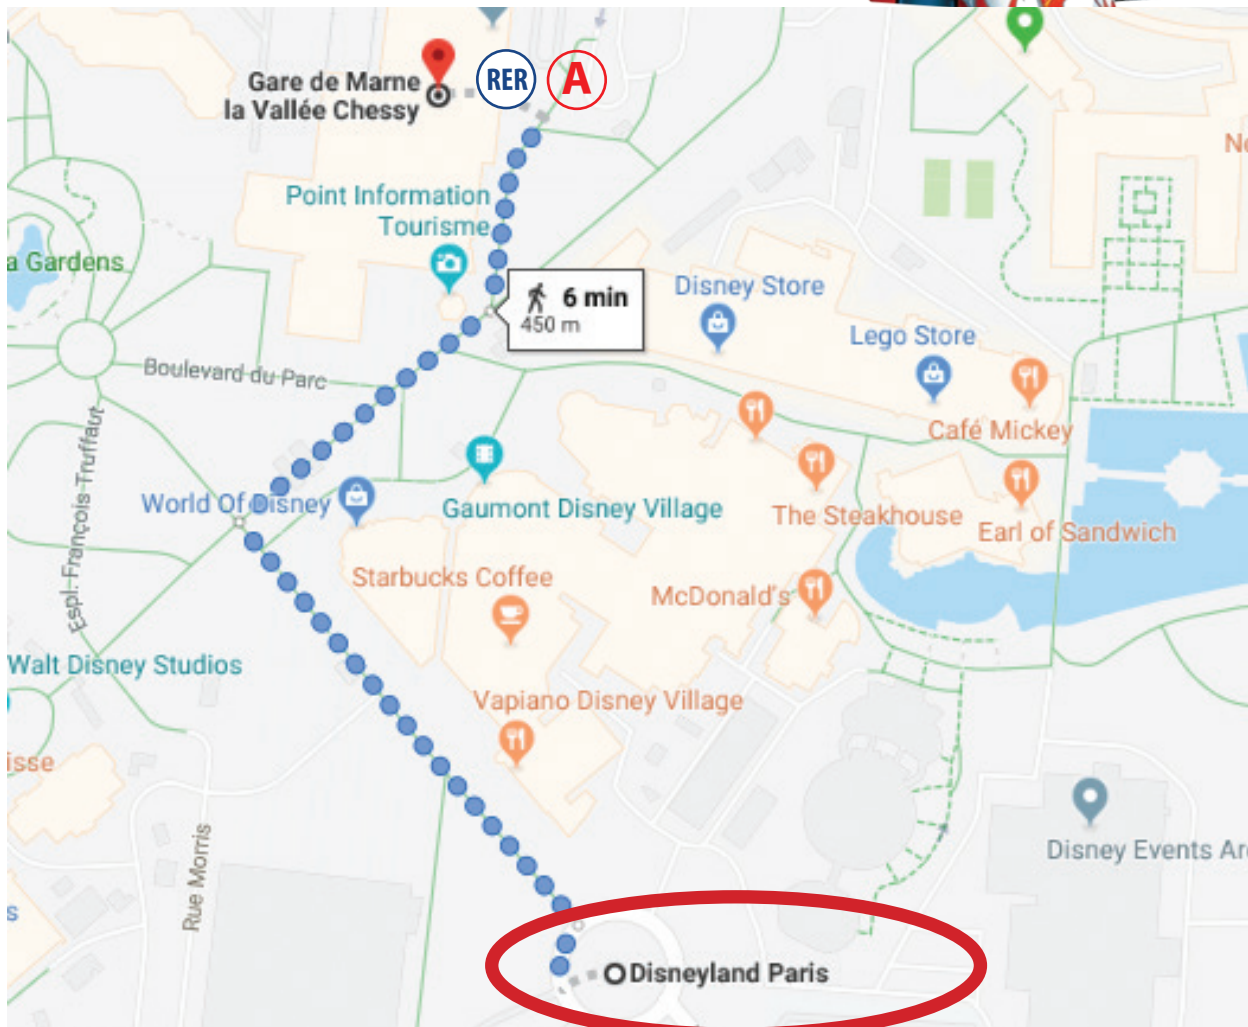 Gare de Marne
la Vallée Chessy
RER
A
Ne
Point Information
Tourisme
a Gardens
6 min
450 m
Disney Store
Lego Store
Boulevard du Parc
Café Mickey
Espl. François Truffaut
World Of Disney
Gaumont Disney Village
The Steakhouse
Earl of Sandwich
Starbucks Coffee
McDonald's
Walt Disney Studios
Vapiano Disney Village
isse
Rue Morris
Disney Events Are
s
Disneyland Paris